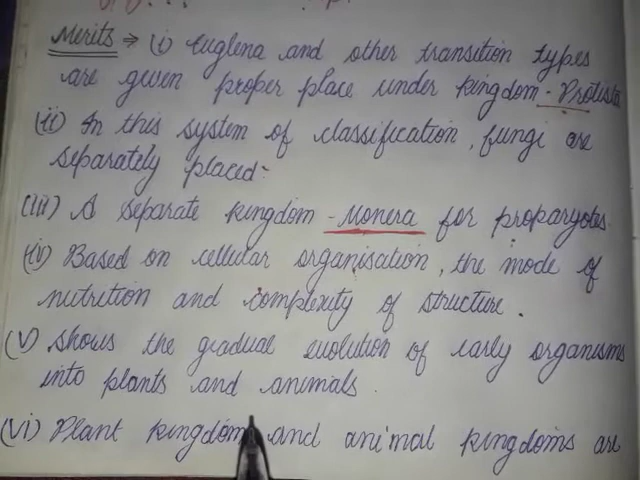 Merits → (i) Euglena and other transition types
are given proper place under kingdom - Protista
(ii) In this system of classification, fungi are
separately placed:-
(iii) A separate kingdom - Monera for proparyotes.
(iv) Based on cellular organisation, the mode of
nutrition and complexity of structure.
(v) Shows the gradual evolution of early organisms
into plants and animals.
(vi) Plant kingdom and animal kingdoms are